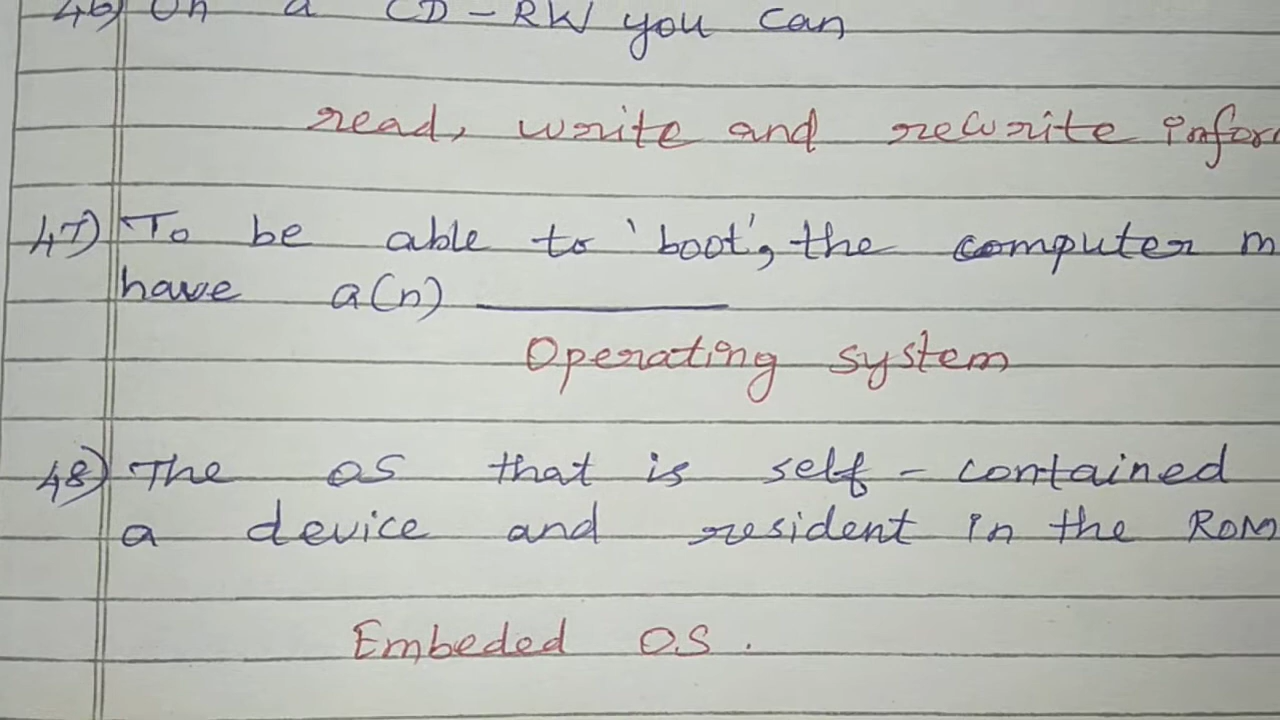 46) On a CD-RW you can
read, write and rewrite infor
47) To be able to 'boot', the computer m
have a(n) ________
Operating system
48) The OS that is self-contained
a device and resident in the ROM
Embeded O.S.